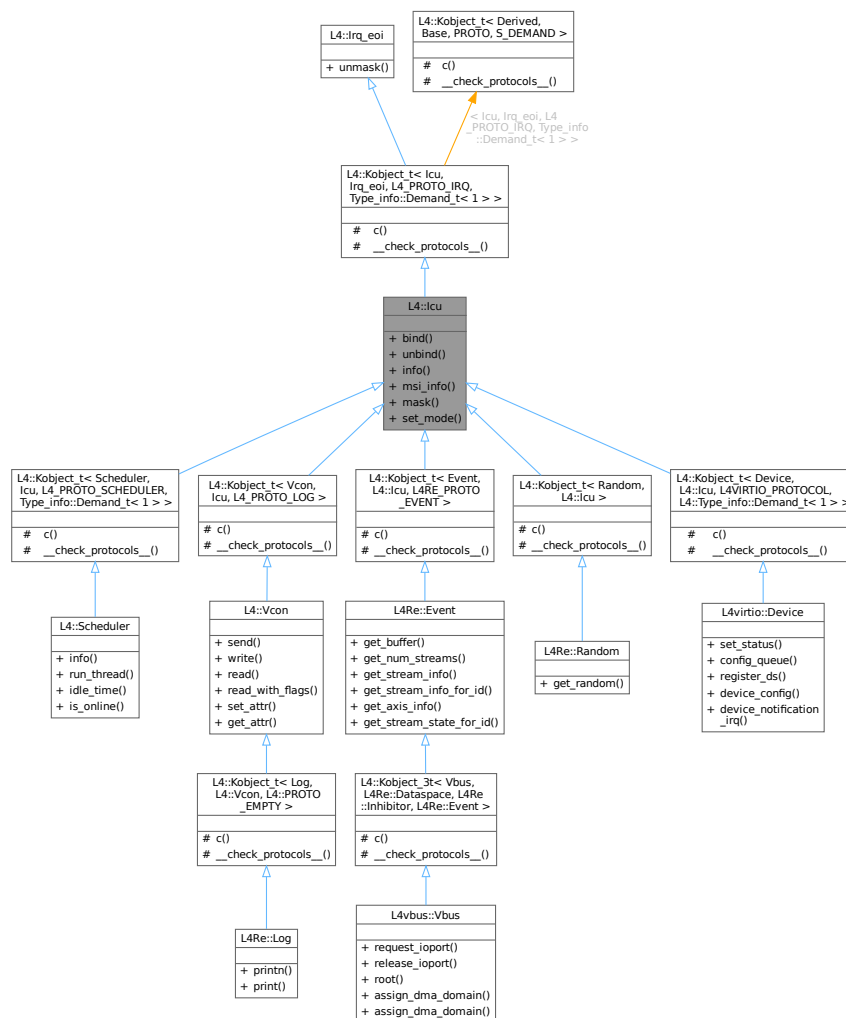 L4::Irq_eoi
+ unmask()
L4::Kobject_t< Derived,
Base, PROTO, S_DEMAND >
# c()
# __check_protocols__()
< Icu, Irq_eoi, L4
_PROTO_IRQ, Type_info
::Demand_t< 1 > >
L4::Kobject_t< Icu,
Irq_eoi, L4_PROTO_IRQ,
Type_info::Demand_t< 1 > >
# c()
# __check_protocols__()
L4::Icu
+ bind()
+ unbind()
+ info()
+ msi_info()
+ mask()
+ set_mode()
L4::Kobject_t< Scheduler,
Icu, L4_PROTO_SCHEDULER,
Type_info::Demand_t< 1 > >
# c()
# __check_protocols__()
L4::Kobject_t< Vcon,
Icu, L4_PROTO_LOG >
# c()
# __check_protocols__()
L4::Kobject_t< Event,
L4::Icu, L4RE_PROTO
_EVENT >
# c()
# __check_protocols__()
L4::Kobject_t< Random,
L4::Icu >
# c()
# __check_protocols__()
L4::Kobject_t< Device,
L4::Icu, L4VIRTIO_PROTOCOL,
L4::Type_info::Demand_t< 1 > >
# c()
# __check_protocols__()
L4::Scheduler
+ info()
+ run_thread()
+ idle_time()
+ is_online()
L4::Vcon
+ send()
+ write()
+ read()
+ read_with_flags()
+ set_attr()
+ get_attr()
L4Re::Event
+ get_buffer()
+ get_num_streams()
+ get_stream_info()
+ get_stream_info_for_id()
+ get_axis_info()
+ get_stream_state_for_id()
L4Re::Random
+ get_random()
L4virtio::Device
+ set_status()
+ config_queue()
+ register_ds()
+ device_config()
+ device_notification
_irq()
L4::Kobject_t< Log,
L4::Vcon, L4::PROTO
_EMPTY >
# c()
# __check_protocols__()
L4::Kobject_3t< Vbus,
L4Re::Dataspace, L4Re
::Inhibitor, L4Re::Event >
# c()
# __check_protocols__()
L4Re::Log
+ printn()
+ print()
L4vbus::Vbus
+ request_ioport()
+ release_ioport()
+ root()
+ assign_dma_domain()
+ assign_dma_domain()